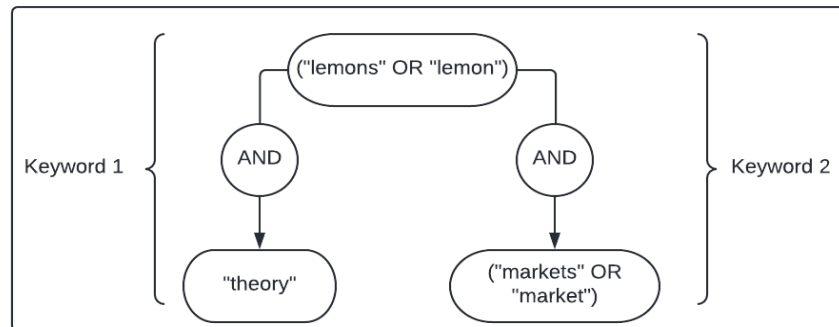 ("lemons" OR "lemon")
Keyword 1
AND
AND
Keyword 2
"theory"
("markets" OR
"market")